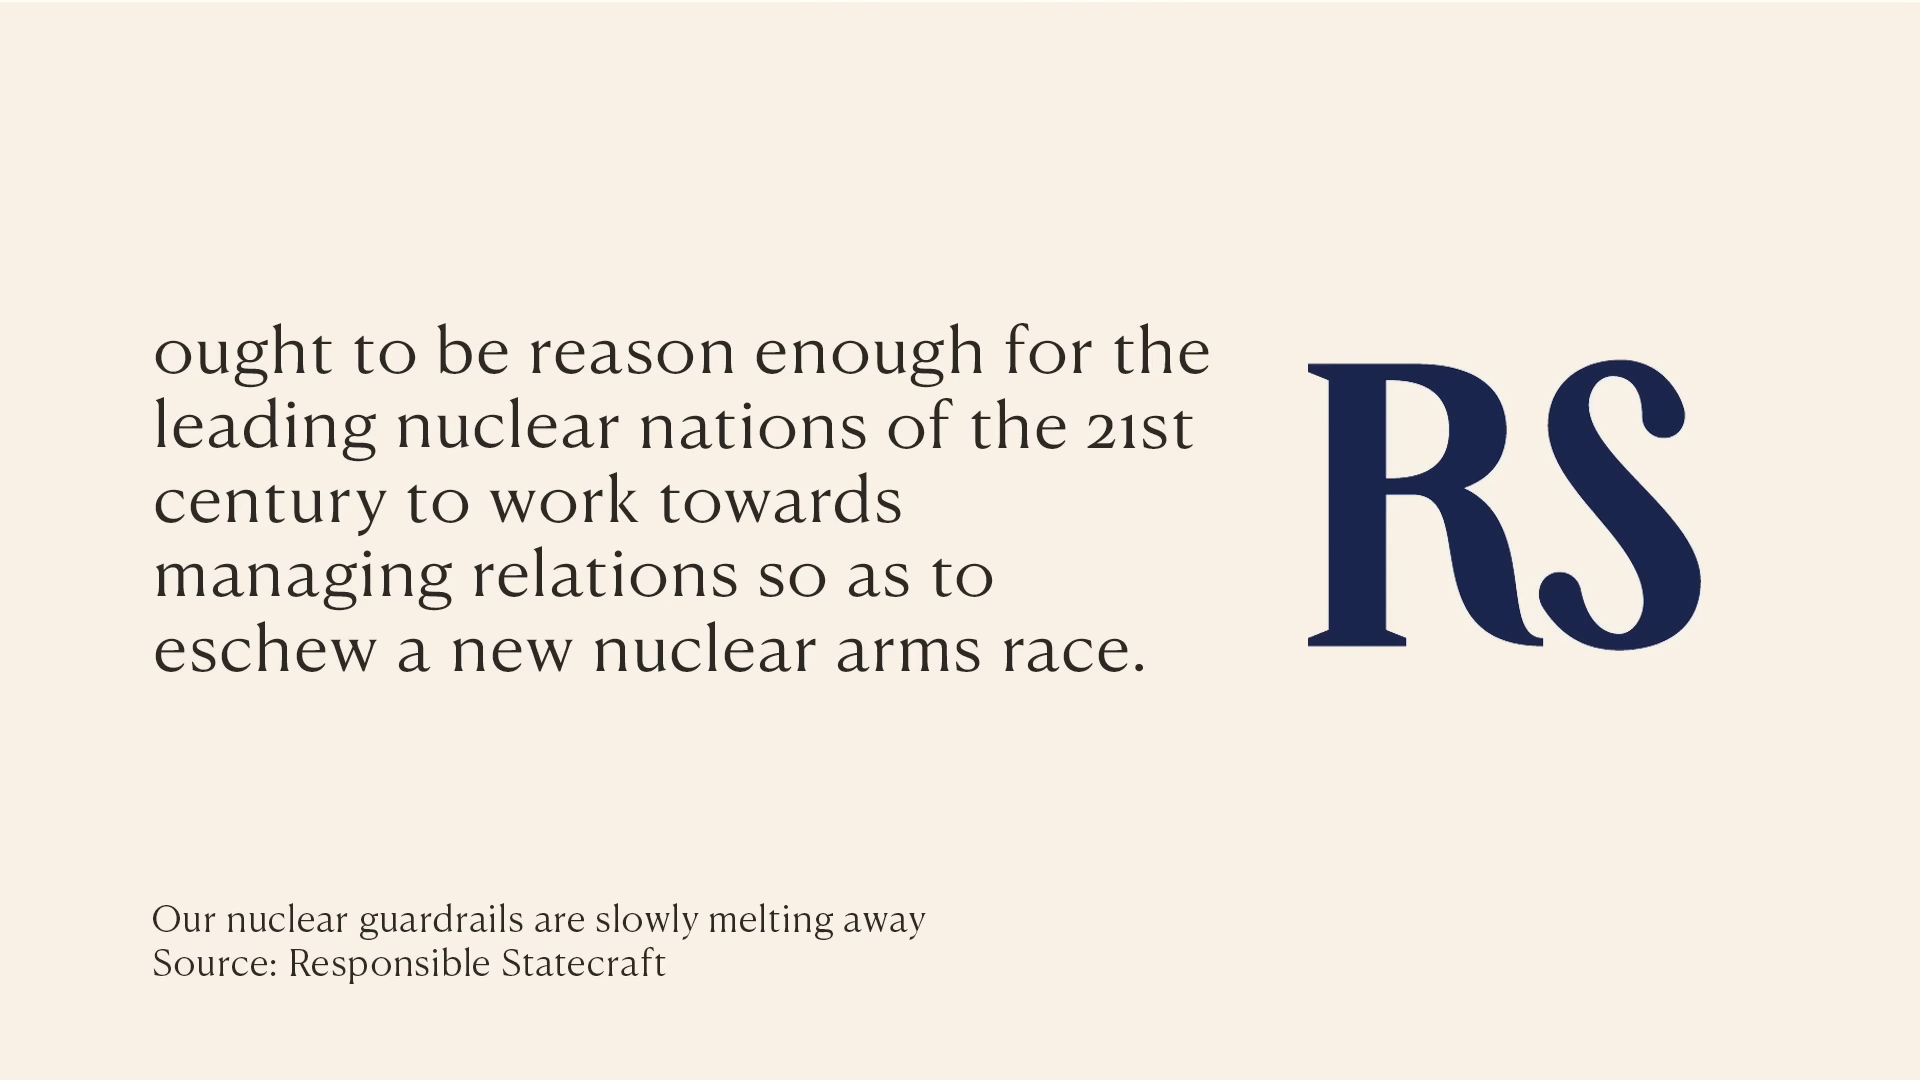 ought to be reason enough for the
leading nuclear nations of the 21st
century to work towards
managing relations so as to
eschew a new nuclear arms race.
RS
Our nuclear guardrails are slowly melting away
Source: Responsible Statecraft